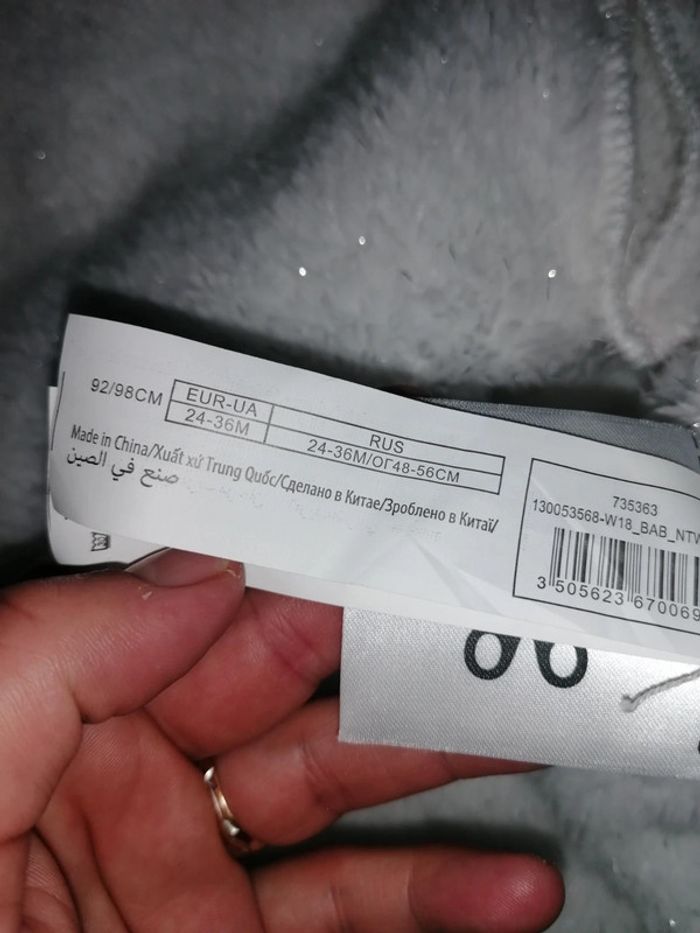 92/98CM
EUR-UA
RUS
24-36M
24-36M/ОГ48-56СМ
Made in China/Xuất xứ Trung Quốc/Сделано в Китае/Зроблено в Китаї/
صنع في الصين
735363
130053568-W18_BAB_NTW
3 505623 670069